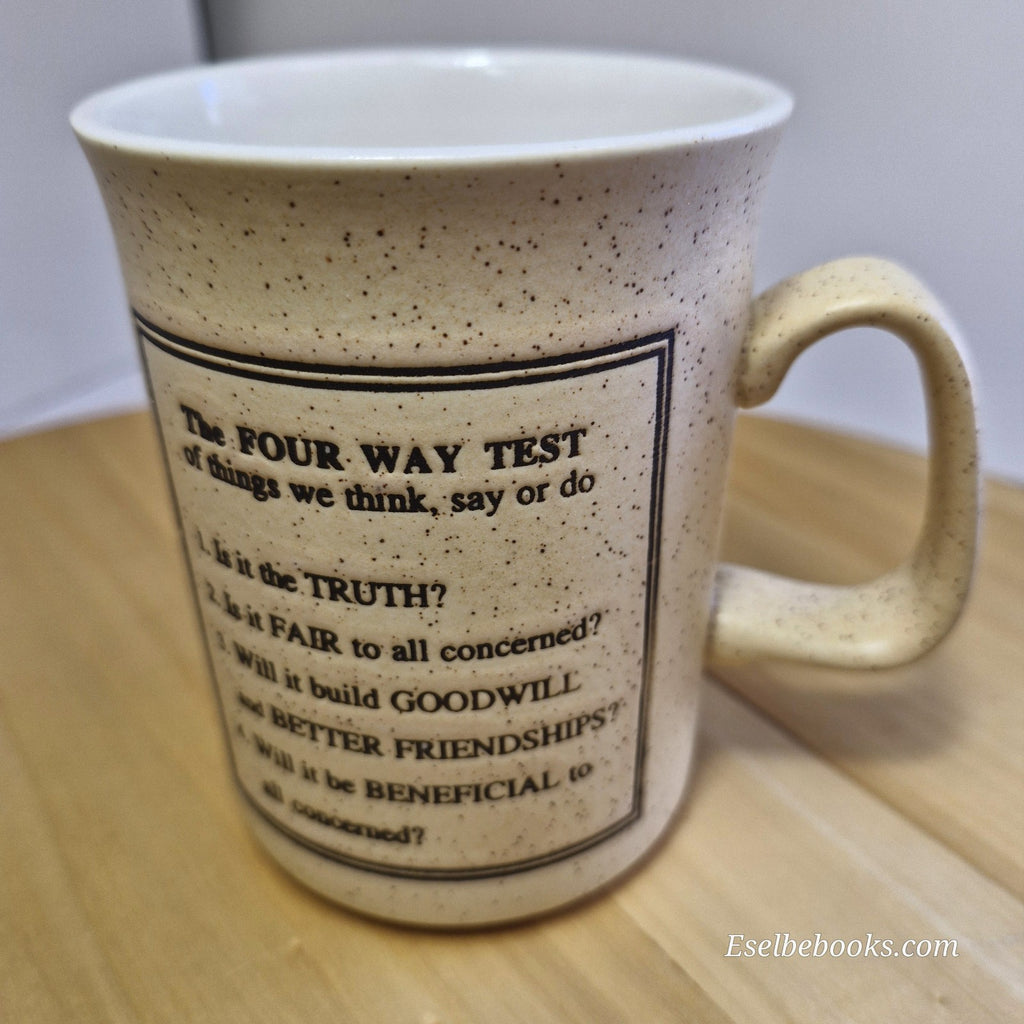 The FOUR WAY TEST
of things we think, say or do
1. Is it the TRUTH?
2. Is it FAIR to all concerned?
3. Will it build GOODWILL
and BETTER FRIENDSHIPS?
4. Will it be BENEFICIAL to
all concerned?
Eselbebooks.com